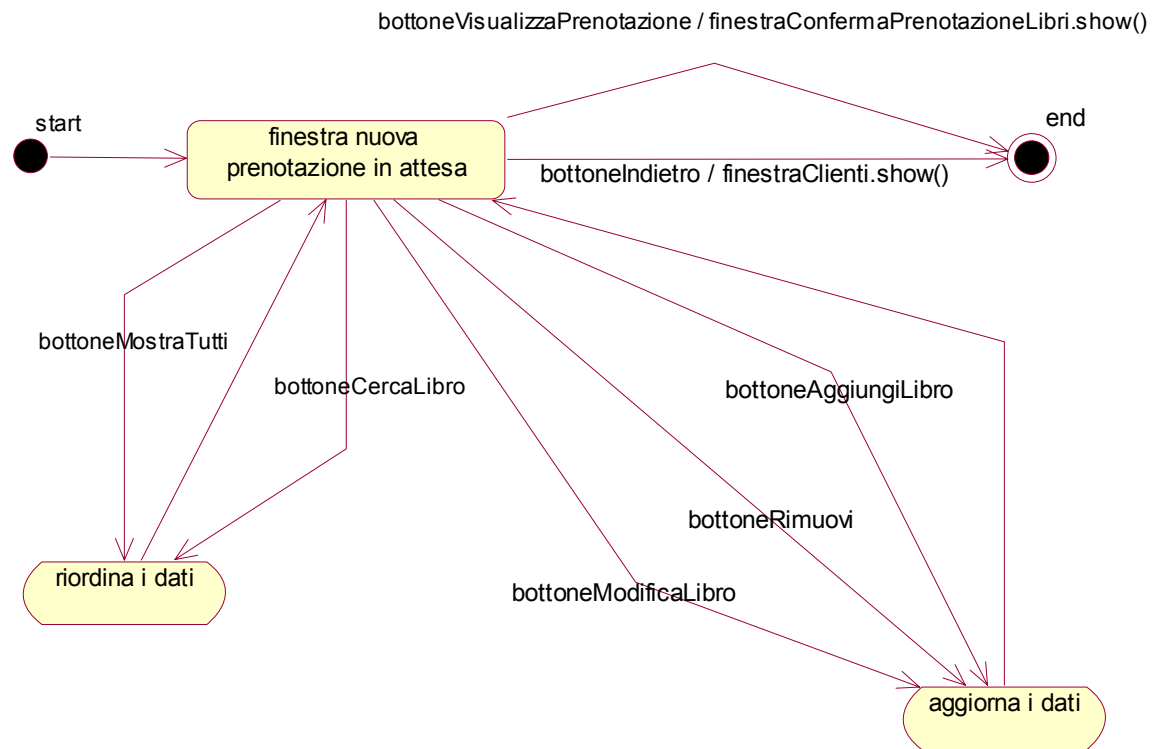 bottoneVisualizzaPrenotazione / finestraConfermaPrenotazioneLibri.show()
start
finestra nuova
prenotazione in attesa
end
bottoneIndietro / finestraClienti.show()
bottoneMostraTutti
bottoneCercaLibro
bottoneAggiungiLibro
bottoneRimuovi
riordina i dati
bottoneModificaLibro
aggiorna i dati